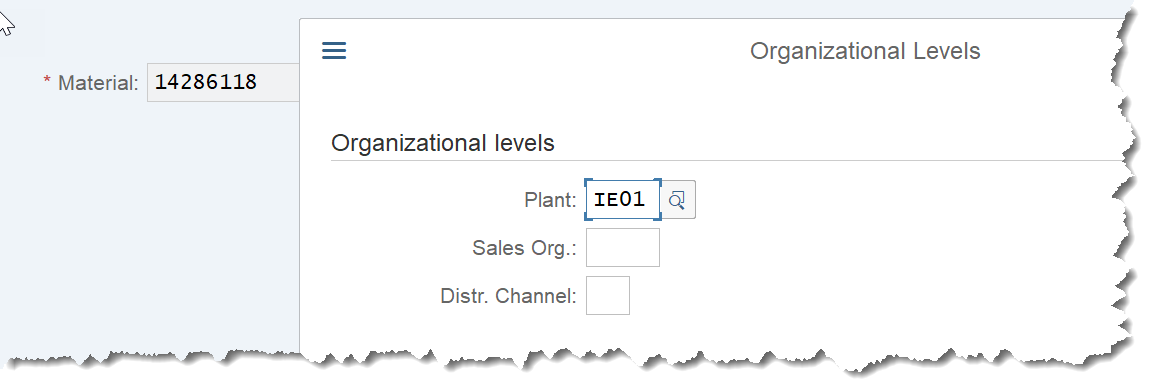 Organizational Levels
* Material: 14286118
Organizational levels
Plant: IE01
Sales Org.:
Distr. Channel: